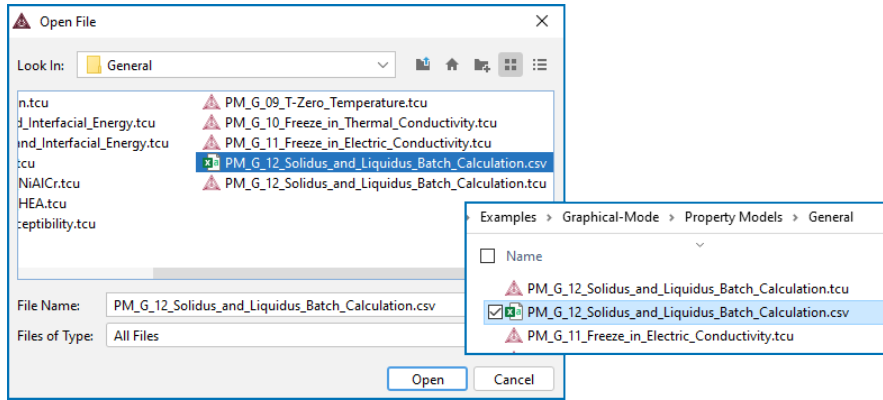 Open File
Look In: General
n.tcu
d_Interfacial_Energy.tcu
and_Interfacial_Energy.tcu
tcu
NiAlCr.tcu
HEA.tcu
ceptibility.tcu
PM_G_09_T-Zero_Temperature.tcu
PM_G_10_Freeze_in_Thermal_Conductivity.tcu
PM_G_11_Freeze_in_Electric_Conductivity.tcu
PM_G_12_Solidus_and_Liquidus_Batch_Calculation.csv
PM_G_12_Solidus_and_Liquidus_Batch_Calculation.tcu
File Name: PM_G_12_Solidus_and_Liquidus_Batch_Calculation.csv
Files of Type: All Files
Open Cancel
Examples > Graphical-Mode > Property Models > General
Name
PM_G_12_Solidus_and_Liquidus_Batch_Calculation.tcu
PM_G_12_Solidus_and_Liquidus_Batch_Calculation.csv
PM_G_11_Freeze_in_Electric_Conductivity.tcu